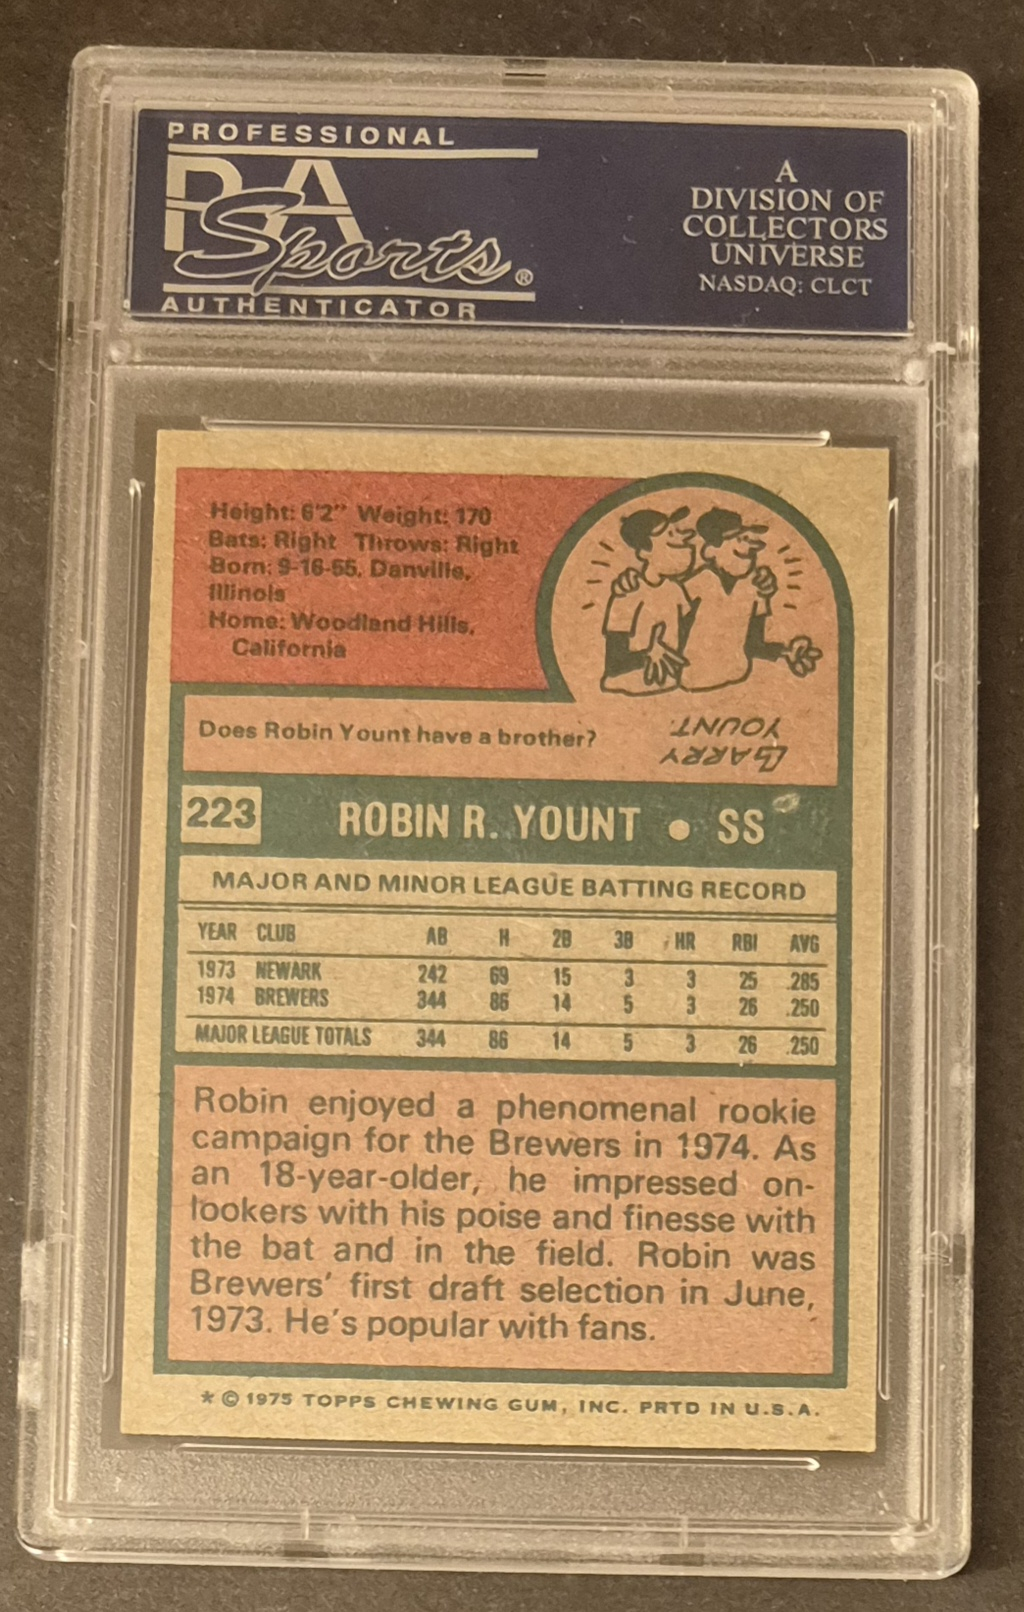 PROFESSIONAL
PSA
Sports®
AUTHENTICATOR
A
DIVISION OF
COLLECTORS
UNIVERSE
NASDAQ: CLCT
Height: 6'2" Weight: 170
Bats: Right Throws: Right
Born: 9-16-55, Danville,
Illinois
Home: Woodland Hills,
California
Does Robin Yount have a brother?
LARRY
YOUNT.
223 ROBIN R. YOUNT • SS
MAJOR AND MINOR LEAGUE BATTING RECORD
YEAR CLUB AB H 2B 3B HR RBI AVG
1973 NEWARK 242 69 15 3 3 25 .285
1974 BREWERS 344 86 14 5 3 26 .250
MAJOR LEAGUE TOTALS 344 86 14 5 3 26 .250
Robin enjoyed a phenomenal rookie
campaign for the Brewers in 1974. As
an 18-year-older, he impressed on-
lookers with his poise and finesse with
the bat and in the field. Robin was
Brewers' first draft selection in June,
1973. He's popular with fans.
* © 1975 TOPPS CHEWING GUM, INC. PRTD IN U.S.A.